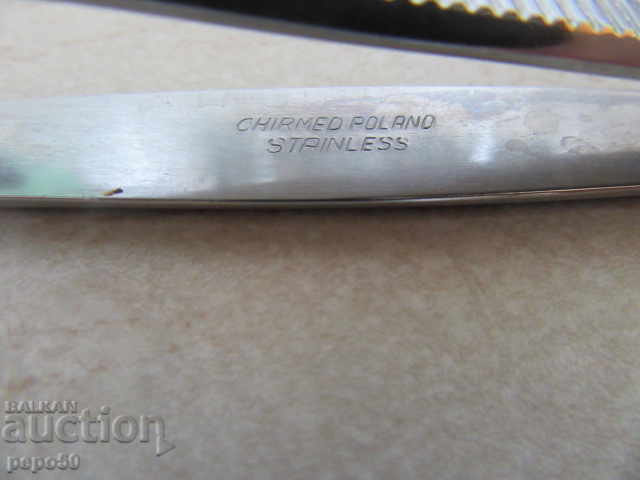 CHIRMED POLAND
STAINLESS
BALKAN
auction
pepo50